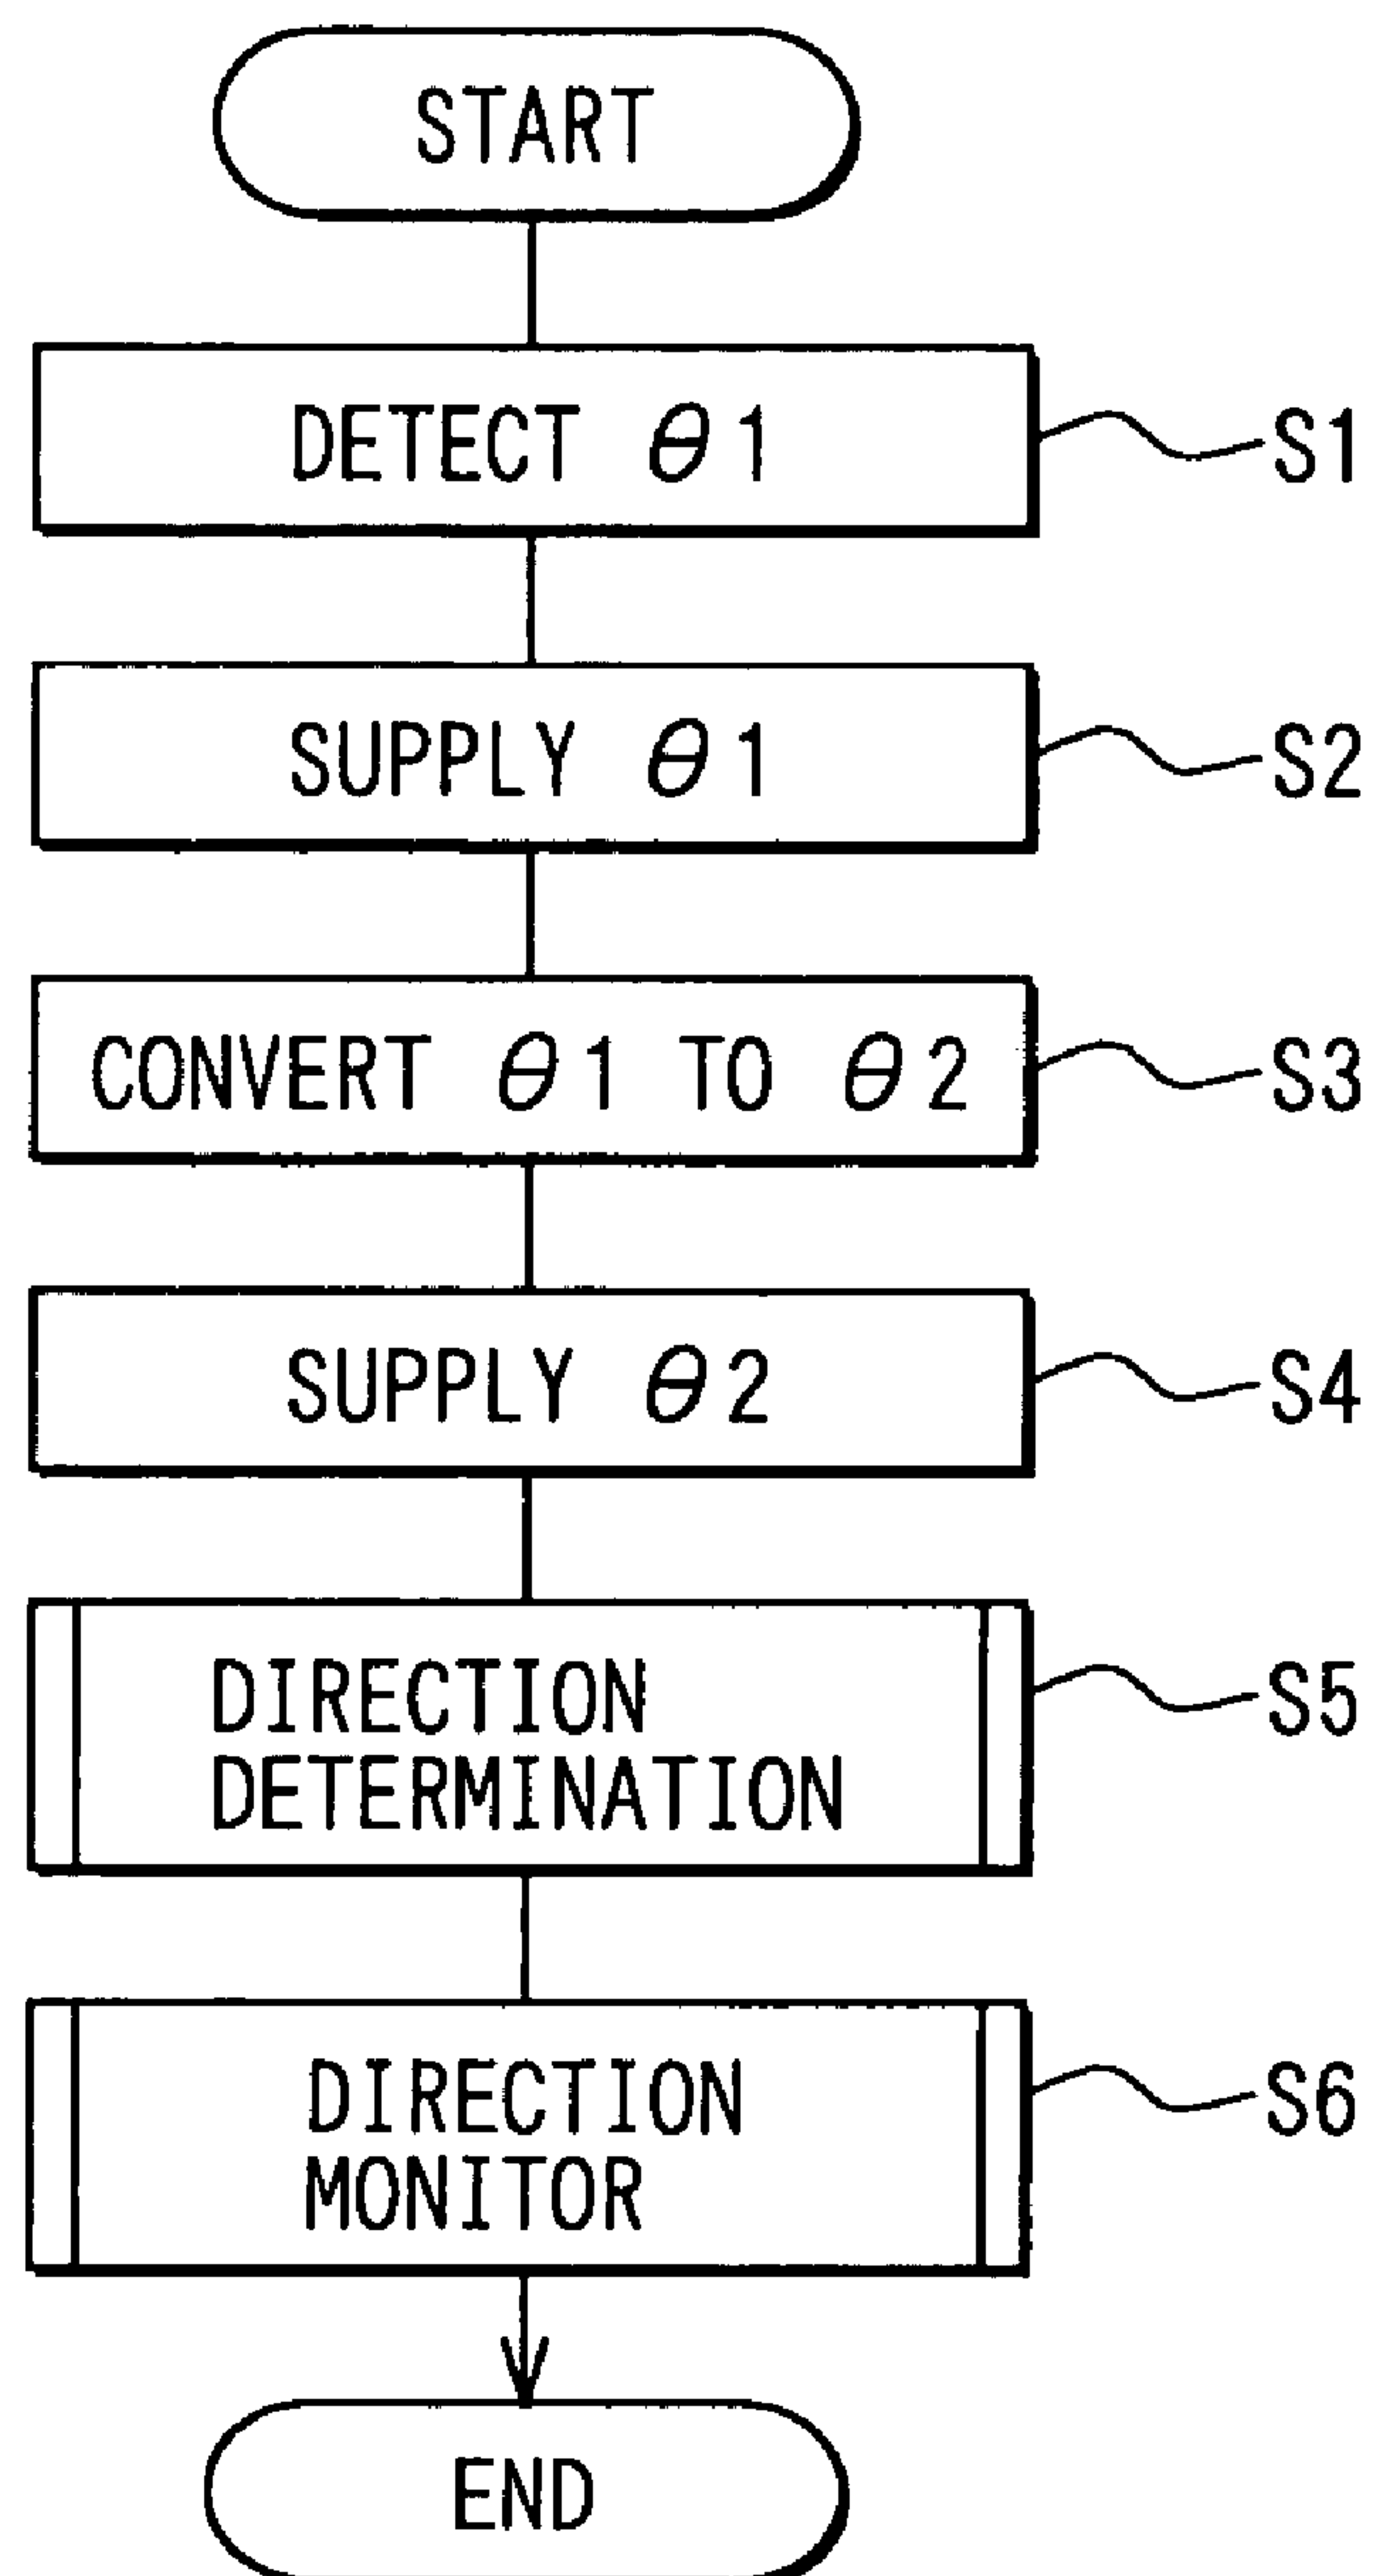 START
DETECT θ1
S1
SUPPLY θ1
S2
CONVERT θ1 TO θ2
S3
SUPPLY θ2
S4
DIRECTION
DETERMINATION
S5
DIRECTION
MONITOR
S6
END